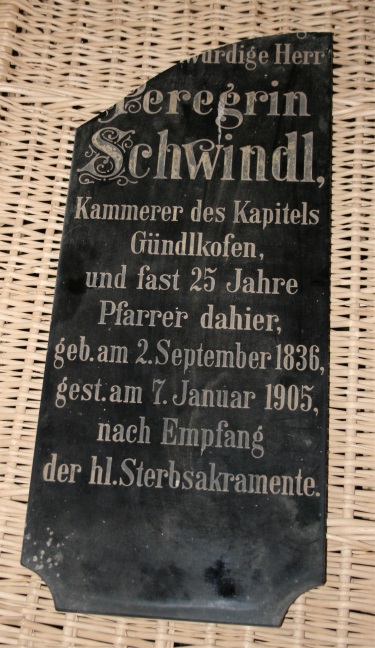 würdige Herr
Peregrin
Schwindl,
Kammerer des Kapitels
Gündlkofen,
und fast 25 Jahre
Pfarrer dahier,
geb. am 2. September 1836,
gest. am 7. Januar 1905,
nach Empfang
der hl. Sterbsakramente.